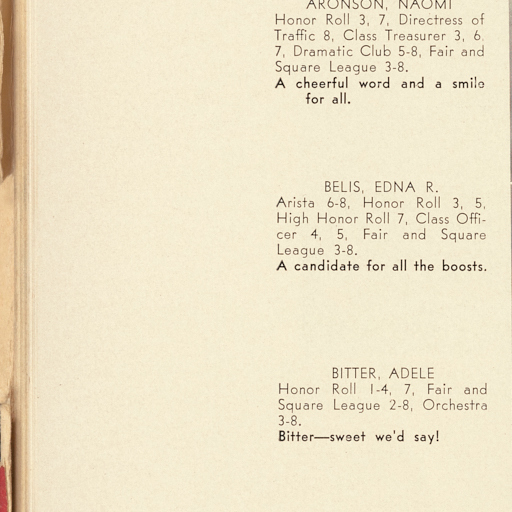 ARONSON, NAOMI
Honor Roll 3, 7, Directress of
Traffic 8, Class Treasurer 3, 6,
7, Dramatic Club 5-8, Fair and
Square League 3-8.
A cheerful word and a smile
for all.
BELIS, EDNA R.
Arista 6-8, Honor Roll 3, 5,
High Honor Roll 7, Class Offi-
cer 4, 5, Fair and Square
League 3-8.
A candidate for all the boosts.
BITTER, ADELE
Honor Roll 1-4, 7, Fair and
Square League 2-8, Orchestra
3-8.
Bitter—sweet we'd say!